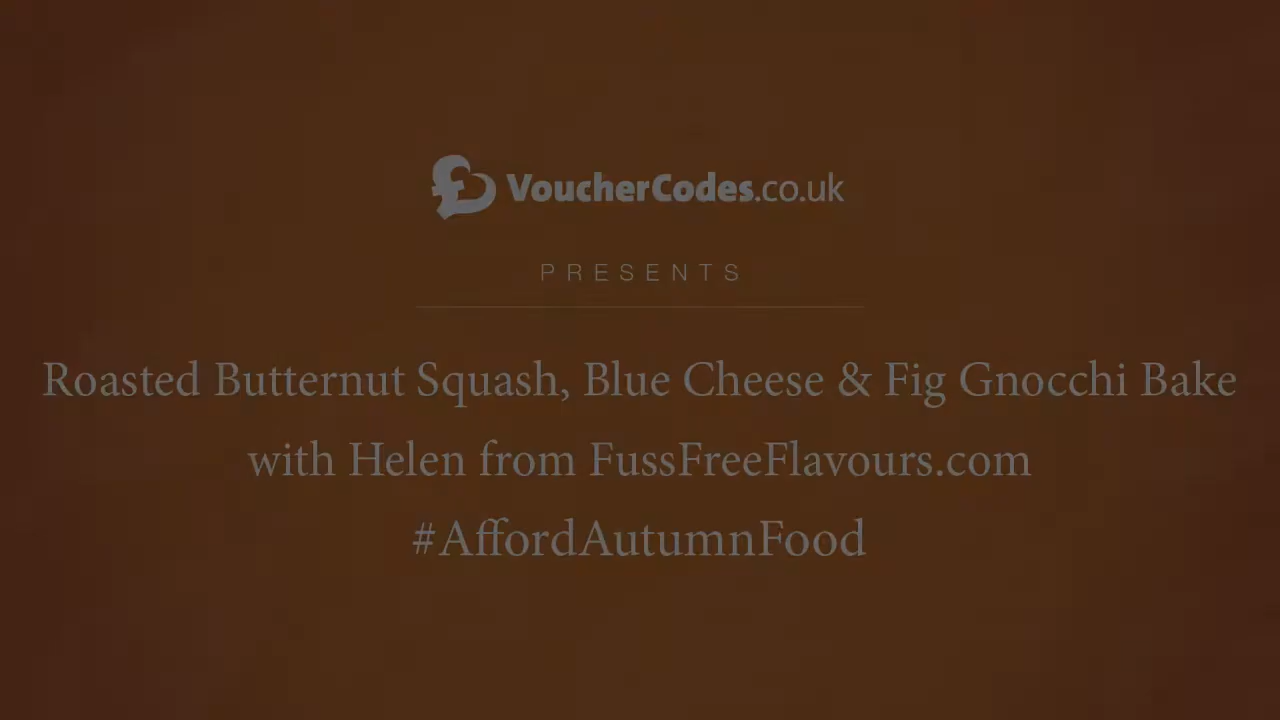 VoucherCodes.co.uk
PRESENTS
Roasted Butternut Squash, Blue Cheese & Fig Gnocchi Bake
with Helen from FussFreeFlavours.com
#AffordAutumnFood